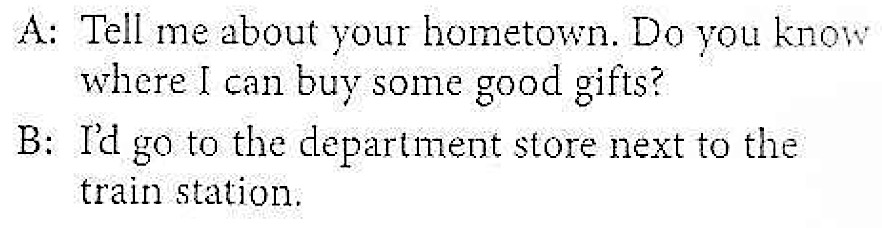 A: Tell me about your hometown. Do you know
where I can buy some good gifts?
B: I'd go to the department store next to the
train station.